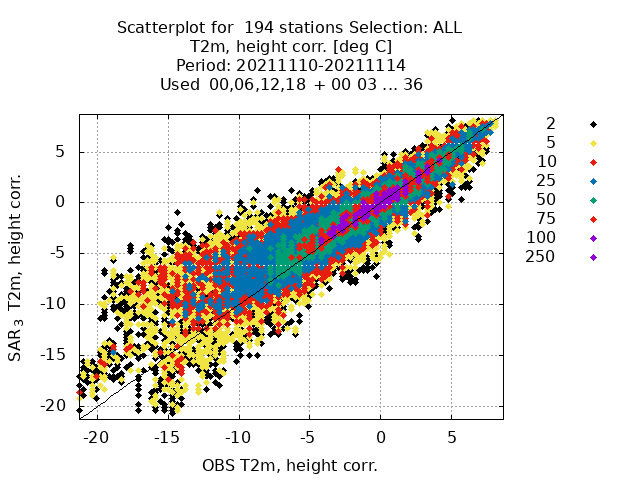 Scatterplot for 194 stations Selection: ALL
T2m, height corr. [deg C]
Period: 20211110-20211114
Used 00,06,12,18 + 00 03 ... 36
2
5
10
25
50
75
100
250
5
0
-5
-10
-15
-20
SAR3 T2m, height corr.
-20 -15 -10 -5 0 5
OBS T2m, height corr.